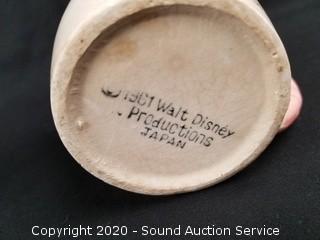 © 1961 Walt Disney
Productions
JAPAN
Copyright 2020 - Sound Auction Service